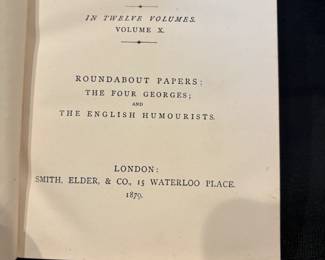 IN TWELVE VOLUMES.
VOLUME X.
ROUNDABOUT PAPERS;
THE FOUR GEORGES;
AND
THE ENGLISH HUMOURISTS.
LONDON:
SMITH, ELDER, & CO., 15 WATERLOO PLACE.
1879.